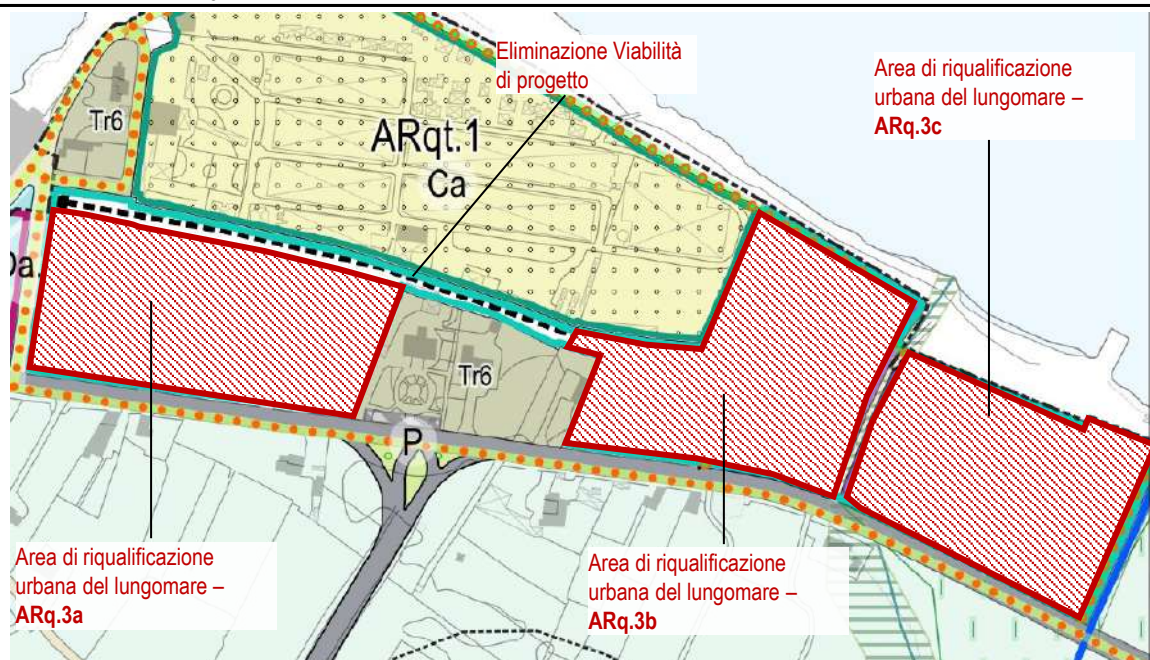 Eliminazione Viabilità
di progetto
Area di riqualificazione
urbana del lungomare –
ARq.3c
Tr6
ARqt.1
Ca
Tr6
P
Area di riqualificazione
urbana del lungomare –
ARq.3a
Area di riqualificazione
urbana del lungomare –
ARq.3b